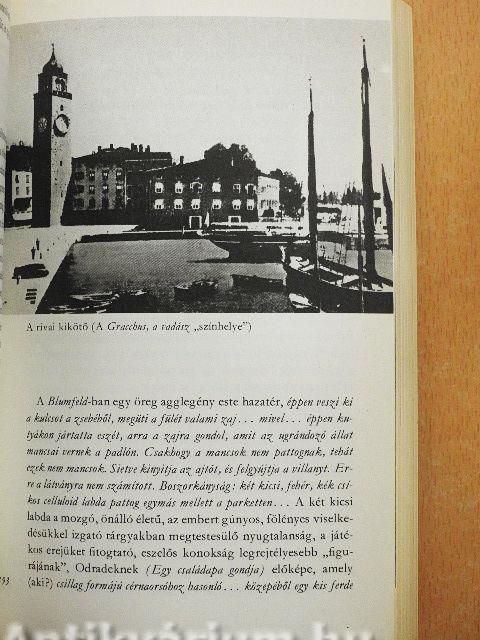 A rivai kikötő (A Gracchus, a vadász „színhelye”)
A Blumfeld-ban egy öreg agglegény este hazatér, éppen veszi ki
a kulcsot a zsebéből, megüti a fülét valami zaj... mivel... éppen ku-
tyákon jártatta eszét, arra a zajra gondol, amit az ugrándozó állat
mancsai vernek a padlón. Csakhogy a mancsok nem pattognak, tehát
ezek nem mancsok. Sietve kinyitja az ajtót, és felgyújtja a villanyt. Er-
re a látványra nem számított. Boszorkányság: két kicsi, fehér, kék csí-
kos celluloid labda pattog egymás mellett a parketten... A két kicsi
labda a mozgó, önálló életű, az embert gúnyos, fölényes viselke-
désükkel izgató tárgyakban megtestesülő nyugtalanság, a játé-
kos erejüket fitogtató, eszelős konokság legrejtélyesebb „figu-
rájának”, Odradeknek (Egy családapa gondja) előképe, amely
(aki?) csillag formájú cérnaorsóhoz hasonló... közepéből egy kis ferde
Antikvarium.hu